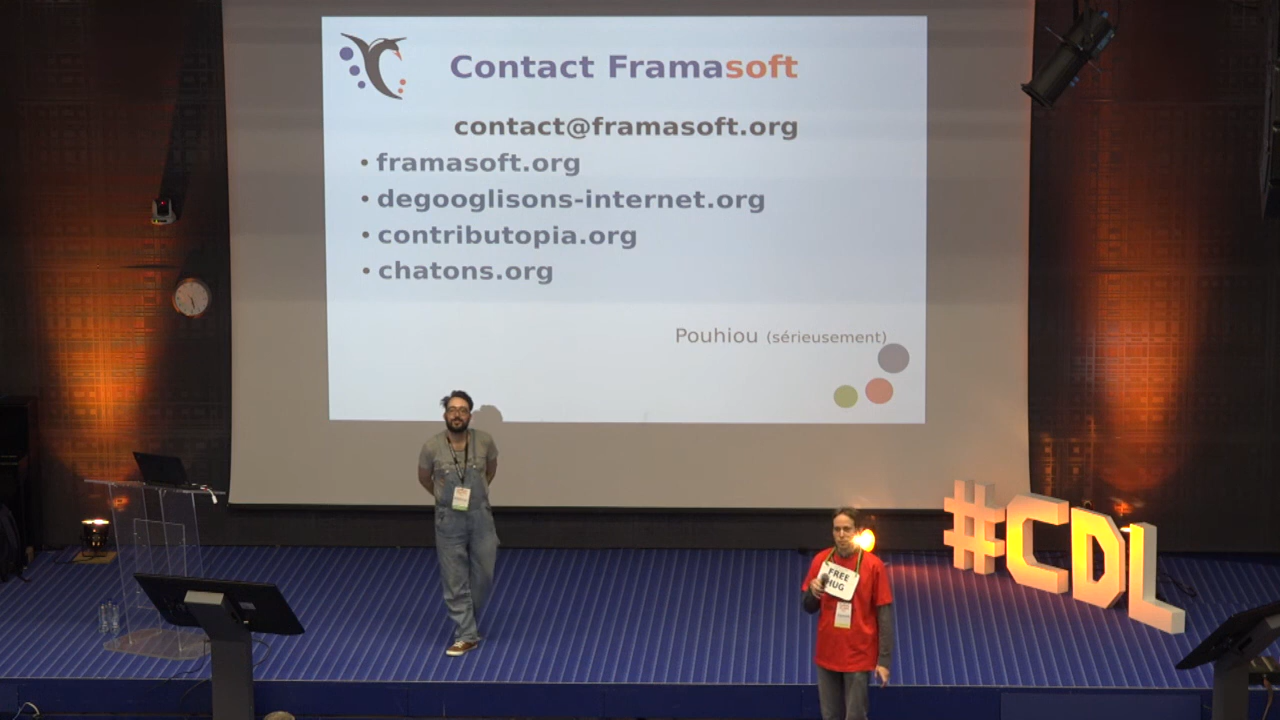 Contact Framasoft
contact@framasoft.org
• framasoft.org
• degooglisons-internet.org
• contributopia.org
• chatons.org
Pouhiou (sérieusement)
FREE
HUG
#CDL